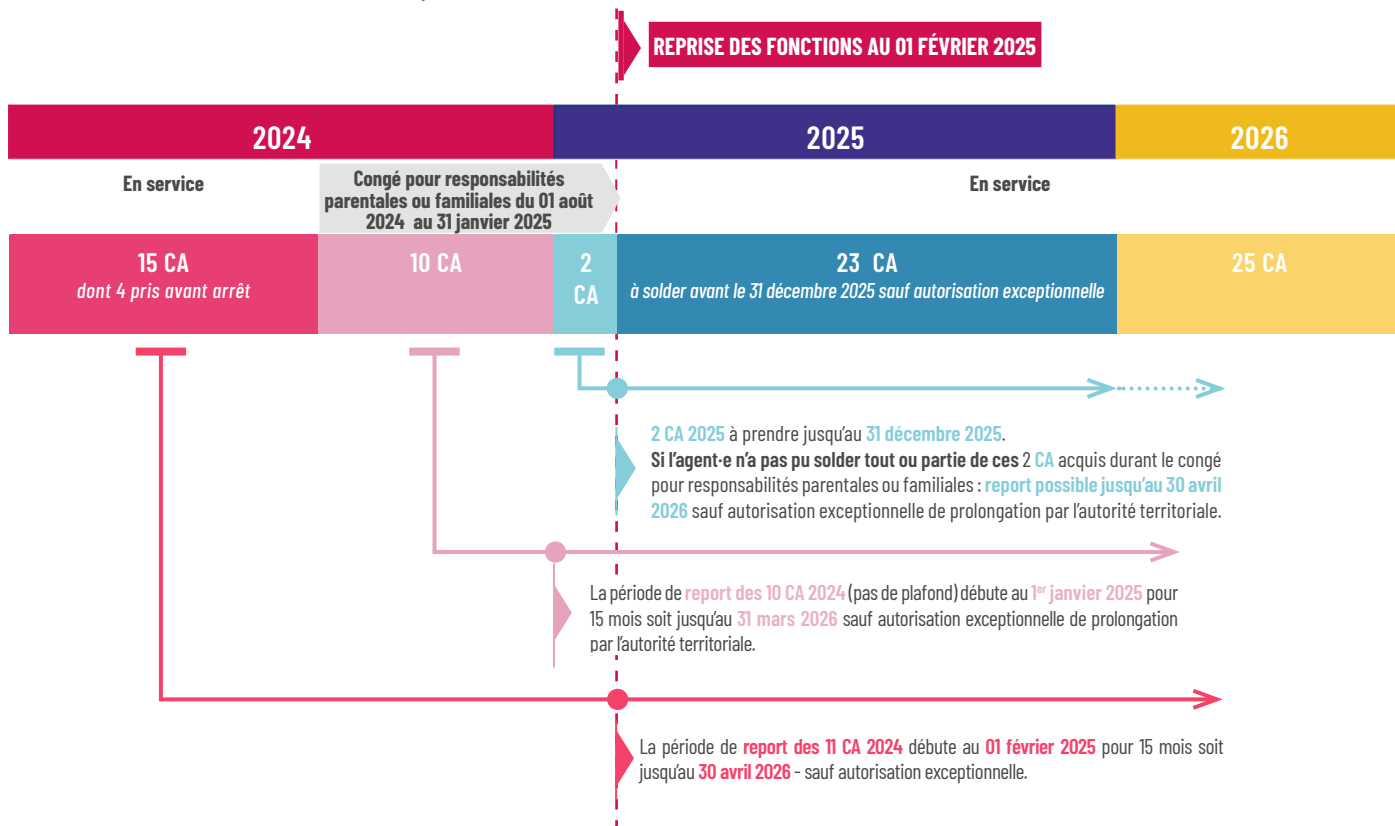 REPRISE DES FONCTIONS AU 01 FÉVRIER 2025
2024
2025
2026
En service
Congé pour responsabilités
parentales ou familiales du 01 août
2024 au 31 janvier 2025
En service
15 CA
dont 4 pris avant arrêt
10 CA
2
CA
23 CA
à solder avant le 31 décembre 2025 sauf autorisation exceptionnelle
25 CA
2 CA 2025 à prendre jusqu’au 31 décembre 2025.
Si l’agent·e n’a pas pu solder tout ou partie de ces 2 CA acquis durant le congé
pour responsabilités parentales ou familiales : report possible jusqu’au 30 avril
2026 sauf autorisation exceptionnelle de prolongation par l’autorité territoriale.
La période de report des 10 CA 2024 (pas de plafond) débute au 1er janvier 2025 pour
15 mois soit jusqu’au 31 mars 2026 sauf autorisation exceptionnelle de prolongation
par l’autorité territoriale.
La période de report des 11 CA 2024 débute au 01 février 2025 pour 15 mois soit
jusqu’au 30 avril 2026 - sauf autorisation exceptionnelle.